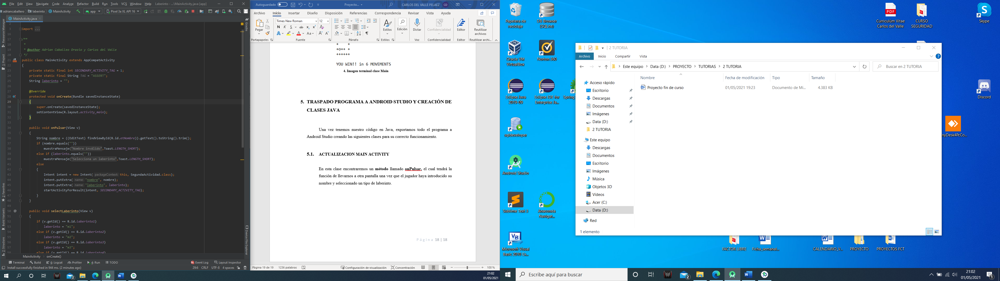 File Edit View Navigate Code Analyze Refactor Build Run Tools VCS Window Help Laberinto - ...\MainActivity.java [app]
adriancaballero laberinto MainActivity app Pixel 3a XL API 16
MainActivity.java
3 import ...
16
17 /**
18 *
19 * @author Adrian Caballeo Orasio y Carlos del Valle
20 */
21 public class MainActivity extends AppCompatActivity
22 {
23 private static final int SECONDARY_ACTIVITY_TAG = 1;
24 private static final String TAG = "ASSERT";
25 String laberinto = "";
26
27 @Override
28 protected void onCreate(Bundle savedInstanceState)
29 {
30 super.onCreate(savedInstanceState);
31 setContentView(R.layout.activity_main);
32 }
33
34 public void onPulsar(View v)
35 {
36 String nombre = ((EditText) findViewById(R.id.etNombre)).getText().toString().trim();
37 if (nombre.equals(""))
38 muestraMensaje("Nombre inválido",Toast.LENGTH_SHORT);
39 else if (laberinto.equals(""))
40 muestraMensaje("Selecciona un laberinto",Toast.LENGTH_SHORT);
41 else
42 {
43 Intent intent = new Intent( packageContext: this, SegundaActividad.class);
44 intent.putExtra( name: "nombre", nombre);
45 intent.putExtra( name: "laberinto", laberinto);
46 startActivityForResult(intent, SECONDARY_ACTIVITY_TAG);
47 }
48 }
49
50 public void selectLaberinto(View v)
51 {
52 if (v.getId() == R.id.laberinto1)
53 laberinto = "m1";
54 else if (v.getId() == R.id.laberinto2)
55 laberinto = "m2";
56 else if (v.getId() == R.id.laberinto3)
57 laberinto = "m3";
58 else if (v.getId() == R.id.laberinto4)
MainActivity onCreate()
Resource Manager
1: Project
2: Favorites
Build Variants
7: Structure
Gradle
Device File Explorer
Terminal Build 6: Logcat Profiler 4: Run TODO Event Log Layout Inspector
Install successfully finished in 944 ms. (2 minutes ago) 29:6 CRLF UTF-8 4 spaces
Autoguardado Proyecto... CARLOS DEL VALLE PELAEZ CD
Archivo Inicio Insertar Diseño Disposición Referencias Correspondencia Revisar Vista Ayuda
Times New Roman 12
Pegar Estilos Edición Dictar Confidencialidad Editor Reutilizar archivos
Portapapeles Fuente Párrafo Estilos Voz Confidencialidad Editor Reutilizar archi...
+ +
+o++ +
++++++
YOU WIN!! in 6 MOVEMENTS
4. Imagen terminal clase Main
5. TRASPADO PROGRAMA A ANDROID STUDIO Y CREACIÓN DE
CLASES JAVA
Una vez tenemos nuestro código en Java, exportamos todo el programa a
Android Studio creando las siguientes clases para su correcto funcionamiento.
5.1. ACTUALIZACION MAIN ACTIVITY
En esta clase encontraremos un método llamado onPulsar, el cual tendrá la
función de llevarnos a otra pantalla una vez que el jugador haya introducido su
nombre y seleccionado un tipo de laberinto.
Página 18 | 18
Página 19 de 19 1236 palabras Configuración de visualización Concentración 100 %
21:02
01/05/2021
Papelera de reciclaje
DB Browser (SQLite)
Oracle VM VirtualBox
Norton 360
Eclipse Java 2019-09
Eclipse IDE for Enterprise Ja...
Spring
sqldeveloper
Android Studio
Sublime Text 3
Anaconda Navigat...
Microsoft Visual Basic 2010 Ex...
Curriculúm Vitae Carlos del Valle
CURSO SEGURIDAD
Skype
Discord
nyDesk4PcCo...
2 TUTORIA
Archivo Inicio Compartir Vista
Este equipo > Data (D:) > PROYECTO > TUTORIAS > 2 TUTORIA
Buscar en 2 TUTORIA
Nombre Fecha de modificación Tipo Tamaño
Proyecto fin de curso 01/05/2021 19:23 Documento de Mi... 4.383 KB
Acceso rápido
Escritorio
Descargas
Documentos
Imágenes
Data (D:)
2 TUTORIA
Este equipo
Descargas
Documentos
Escritorio
Imágenes
Música
Objetos 3D
Vídeos
Acer (C:)
Data (D:)
Red
1 elemento
FACTOR LIBRE
Ficha_semanal...
CALENDARIO_V...
PROYECTO
PROYECTOS FCT
Escribe aquí para buscar
21:02
01/05/2021